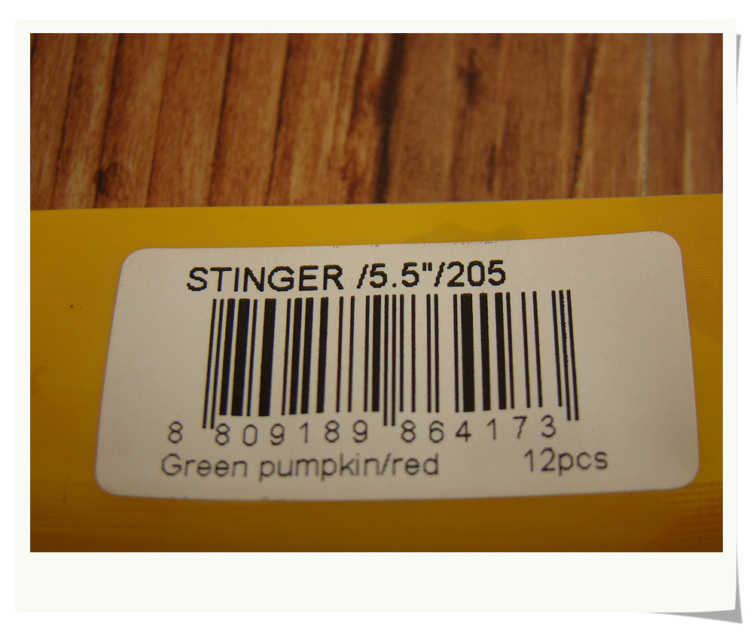 STINGER /5.5"/205
8 809189 864173
Green pumpkin/red 12pcs